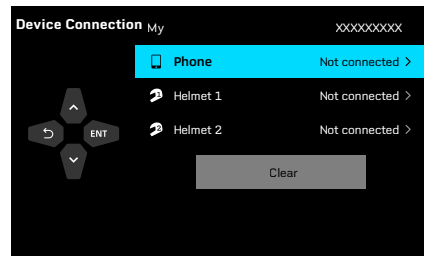 Device Connection My XXXXXXXXX
Phone Not connected >
Helmet 1 Not connected >
ENT Helmet 2 Not connected >
Clear